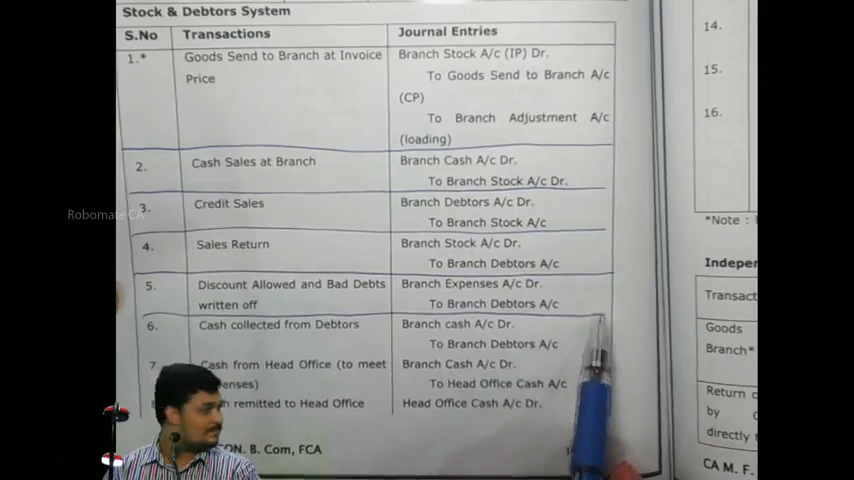 Stock & Debtors System
S.No Transactions Journal Entries
1.* Goods Send to Branch at Invoice Branch Stock A/c (IP) Dr.
Price To Goods Send to Branch A/c
(CP)
To Branch Adjustment A/c
(loading)
2. Cash Sales at Branch Branch Cash A/c Dr.
To Branch Stock A/c Dr.
3. Credit Sales Branch Debtors A/c Dr.
To Branch Stock A/c
4. Sales Return Branch Stock A/c Dr.
To Branch Debtors A/c
5. Discount Allowed and Bad Debts Branch Expenses A/c Dr.
written off To Branch Debtors A/c
6. Cash collected from Debtors Branch cash A/c Dr.
To Branch Debtors A/c
7. Cash from Head Office (to meet Branch Cash A/c Dr.
To Head Office Cash A/c
remitted to Head Office Head Office Cash A/c Dr.
CON. B. Com, FCA
14.
15.
16.
*Note :
Indepen
Transact
Goods
Branch*
Return
by
directly
CA M. F.
Robomate CA